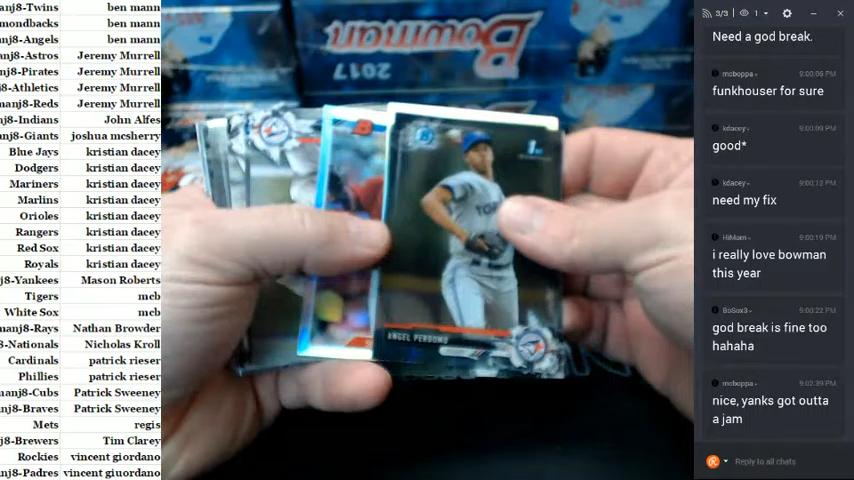 anj8-Twins ben mann
mondbacks ben mann
manj8-Angels ben mann
anj8-Astros Jeremy Murrell
anj8-Pirates Jeremy Murrell
nj8-Athletics Jeremy Murrell
manj8-Reds Jeremy Murrell
nj8-Indians John Alfes
anj8-Giants joshua mcsherry
Blue Jays kristian dacey
Dodgers kristian dacey
Mariners kristian dacey
Marlins kristian dacey
Orioles kristian dacey
Rangers kristian dacey
Red Sox kristian dacey
Royals kristian dacey
nj8-Yankees Mason Roberts
Tigers mcb
White Sox mcb
manj8-Rays Nathan Browder
j8-Nationals Nicholas Kroll
Cardinals patrick rieser
Phillies patrick rieser
manj8-Cubs Patrick Sweeney
anj8-Braves Patrick Sweeney
Mets regis
nj8-Brewers Tim Clarey
Rockies vincent giordano
nj8-Padres vincent giuordano
Bowman
2017
1st
ANGEL PERDOMO
3/3 1
Need a god break.
mcboppa 9:00:06 PM
funkhouser for sure
kdacey 9:00:09 PM
good*
kdacey 9:00:12 PM
need my fix
HiMom 9:00:19 PM
i really love bowman
this year
BoSox3 9:00:22 PM
god break is fine too
hahaha
mcboppa 9:02:39 PM
nice, yanks got outta
a jam
Reply to all chats